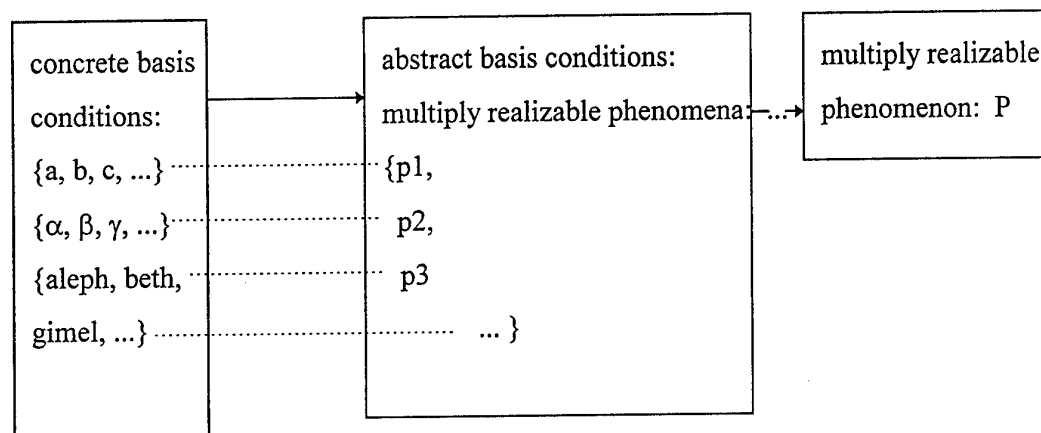 concrete basis
conditions:
{a, b, c, ...}
{α, β, γ, ...}
{aleph, beth,
gimel, ...}
abstract basis conditions:
multiply realizable phenomena: ...
{p1,
p2,
p3
... }
multiply realizable
phenomenon: P